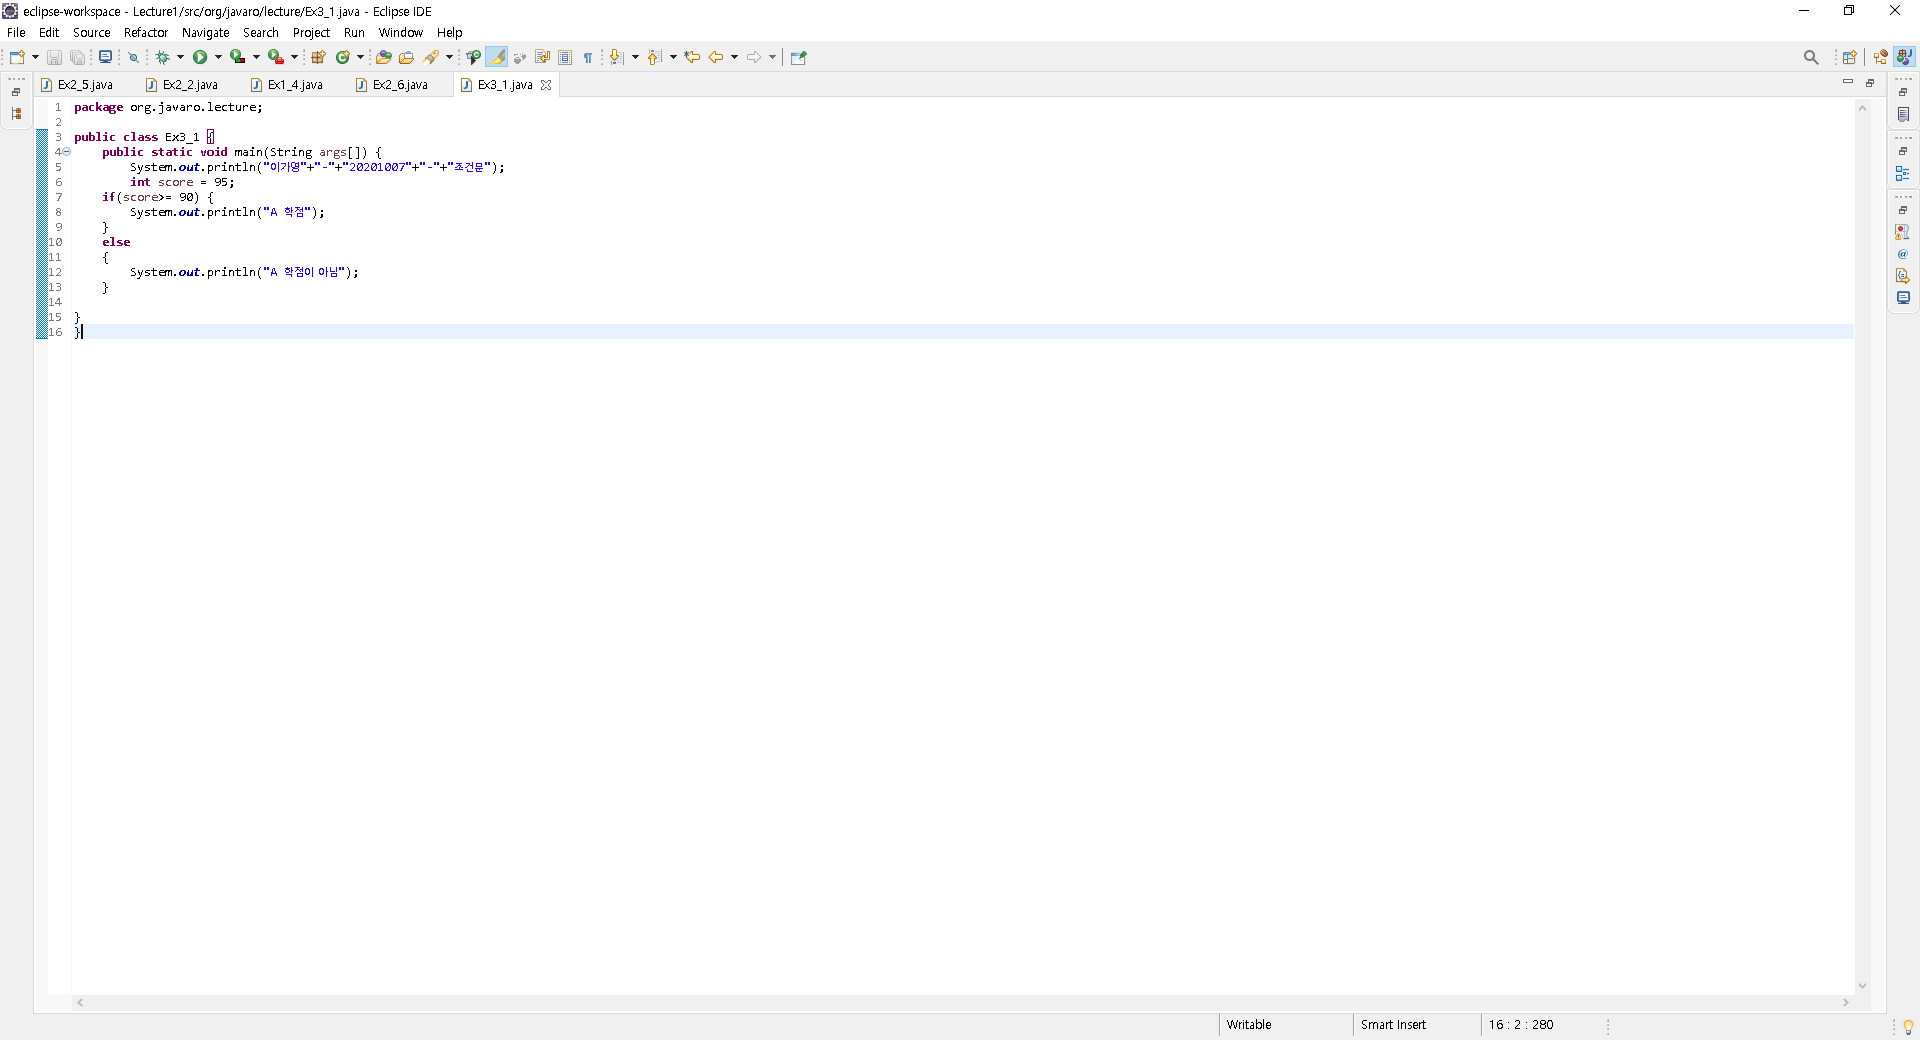 eclipse-workspace - Lecture1/src/org/javaro/lecture/Ex3_1.java - Eclipse IDE
File Edit Source Refactor Navigate Search Project Run Window Help
Ex2_5.java Ex2_2.java Ex1_4.java Ex2_6.java Ex3_1.java
1 package org.javaro.lecture;
2
3 public class Ex3_1 {
4 public static void main(String args[]) {
5 System.out.println("이가영"+"-"+"20201007"+"-"+"조건문");
6 int score = 95;
7 if(score>= 90) {
8 System.out.println("A 학점");
9 }
10 else
11 {
12 System.out.println("A 학점이 아님");
13 }
14
15 }
16 }
Writable Smart Insert 16 : 2 : 280